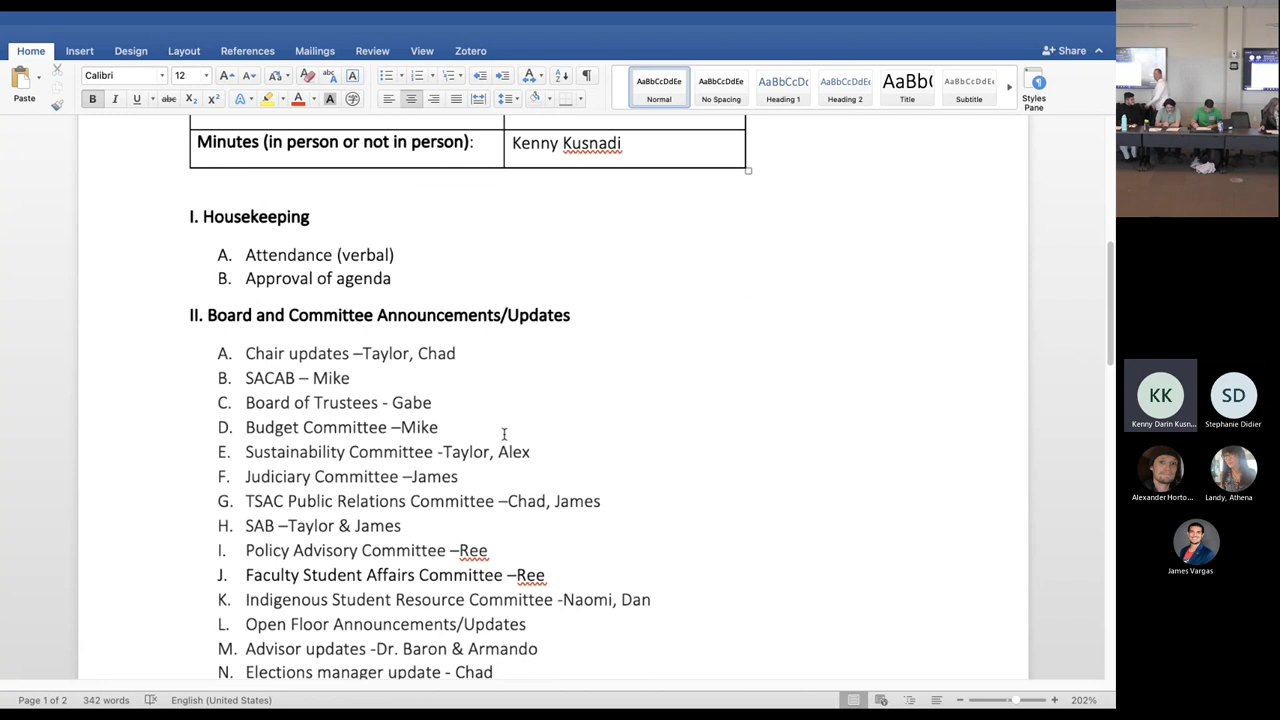 Home Insert Design Layout References Mailings Review View Zotero Share
Paste
Calibri 12
AaBbCcDdEe AaBbCcDdEe AaBbCcDc AaBbCcDdEe AaBb( AaBbCcDdEe
Normal No Spacing Heading 1 Heading 2 Title Subtitle
Styles Pane
Minutes (in person or not in person): Kenny Kusnadi
I. Housekeeping
A. Attendance (verbal)
B. Approval of agenda
II. Board and Committee Announcements/Updates
A. Chair updates –Taylor, Chad
B. SACAB – Mike
C. Board of Trustees - Gabe
D. Budget Committee –Mike
E. Sustainability Committee -Taylor, Alex
F. Judiciary Committee –James
G. TSAC Public Relations Committee –Chad, James
H. SAB –Taylor & James
I. Policy Advisory Committee –Ree
J. Faculty Student Affairs Committee –Ree
K. Indigenous Student Resource Committee -Naomi, Dan
L. Open Floor Announcements/Updates
M. Advisor updates -Dr. Baron & Armando
N. Elections manager update - Chad
Page 1 of 2 342 words English (United States) 202%
KK SD
Kenny Darin Kusn... Stephanie Didier
Alexander Horto... Landy, Athena
James Vargas